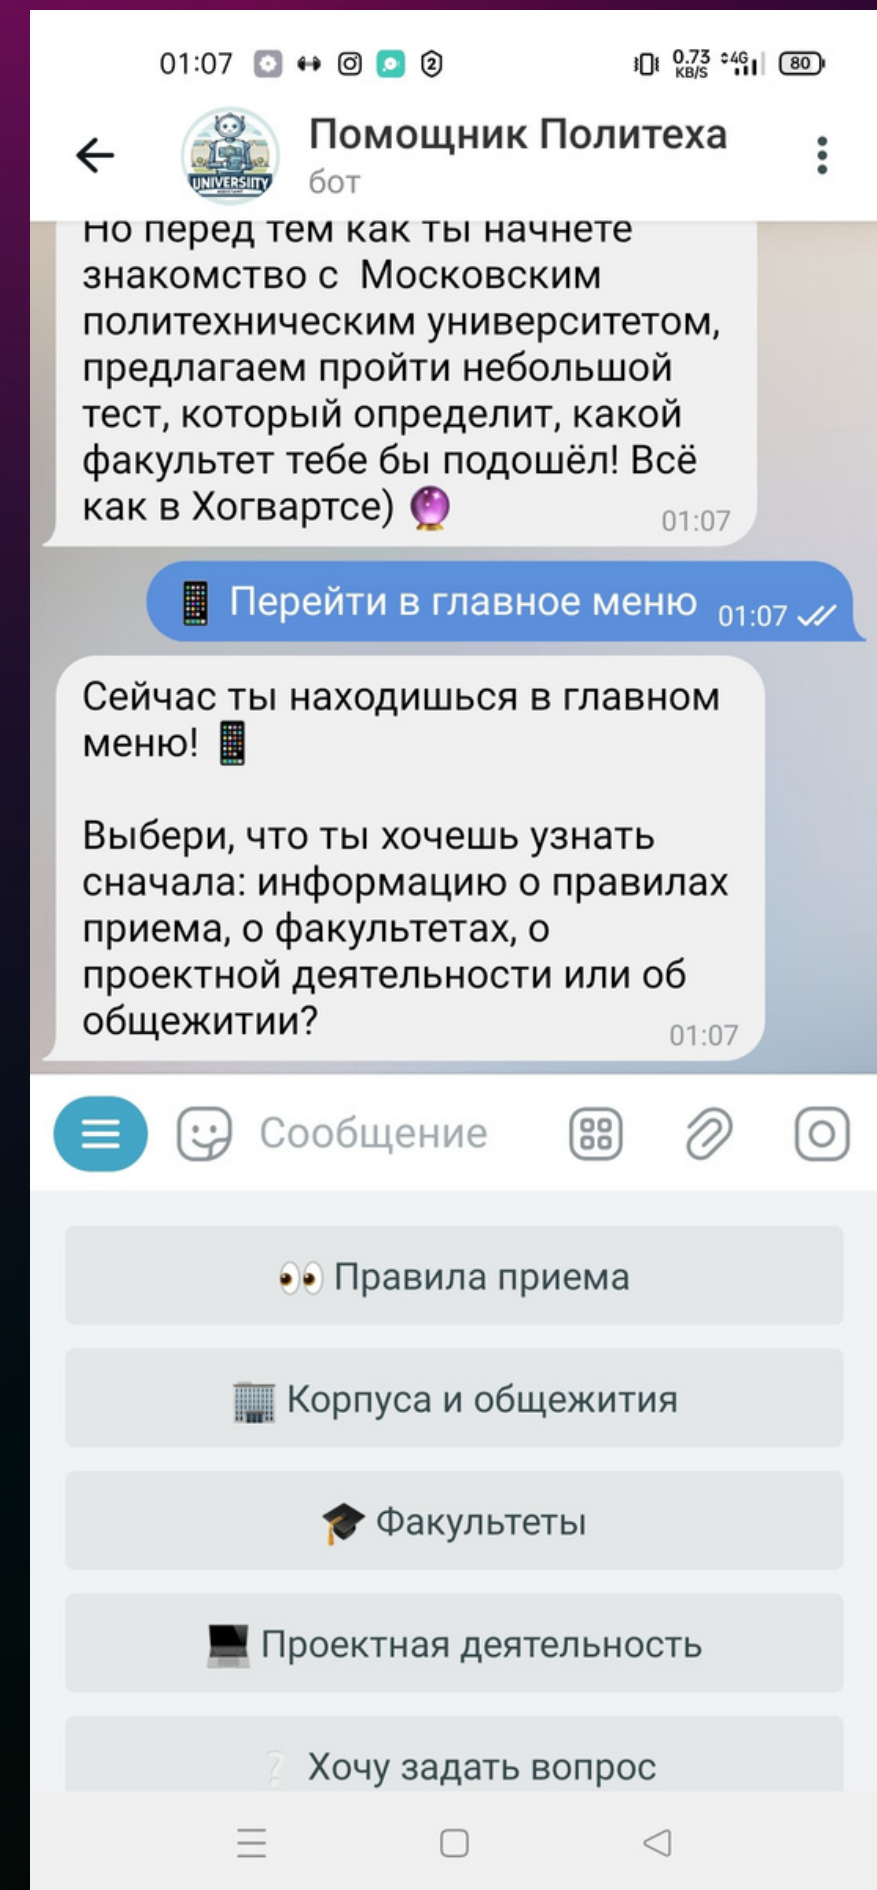 01:07 2 0.73 KB/S 4G 80
Помощник Политеха
бот
UNIVERSIITY
Но перед тем как ты начнете
знакомство с Московским
политехническим университетом,
предлагаем пройти небольшой
тест, который определит, какой
факультет тебе бы подошёл! Всё
как в Хогвартсе) 🔮
01:07
📱 Перейти в главное меню 01:07
Сейчас ты находишься в главном
меню! 📱
Выбери, что ты хочешь узнать
сначала: информацию о правилах
приема, о факультетах, о
проектной деятельности или об
общежитии?
01:07
Сообщение
👀 Правила приема
🏢 Корпуса и общежития
🎓 Факультеты
💻 Проектная деятельность
❔ Хочу задать вопрос